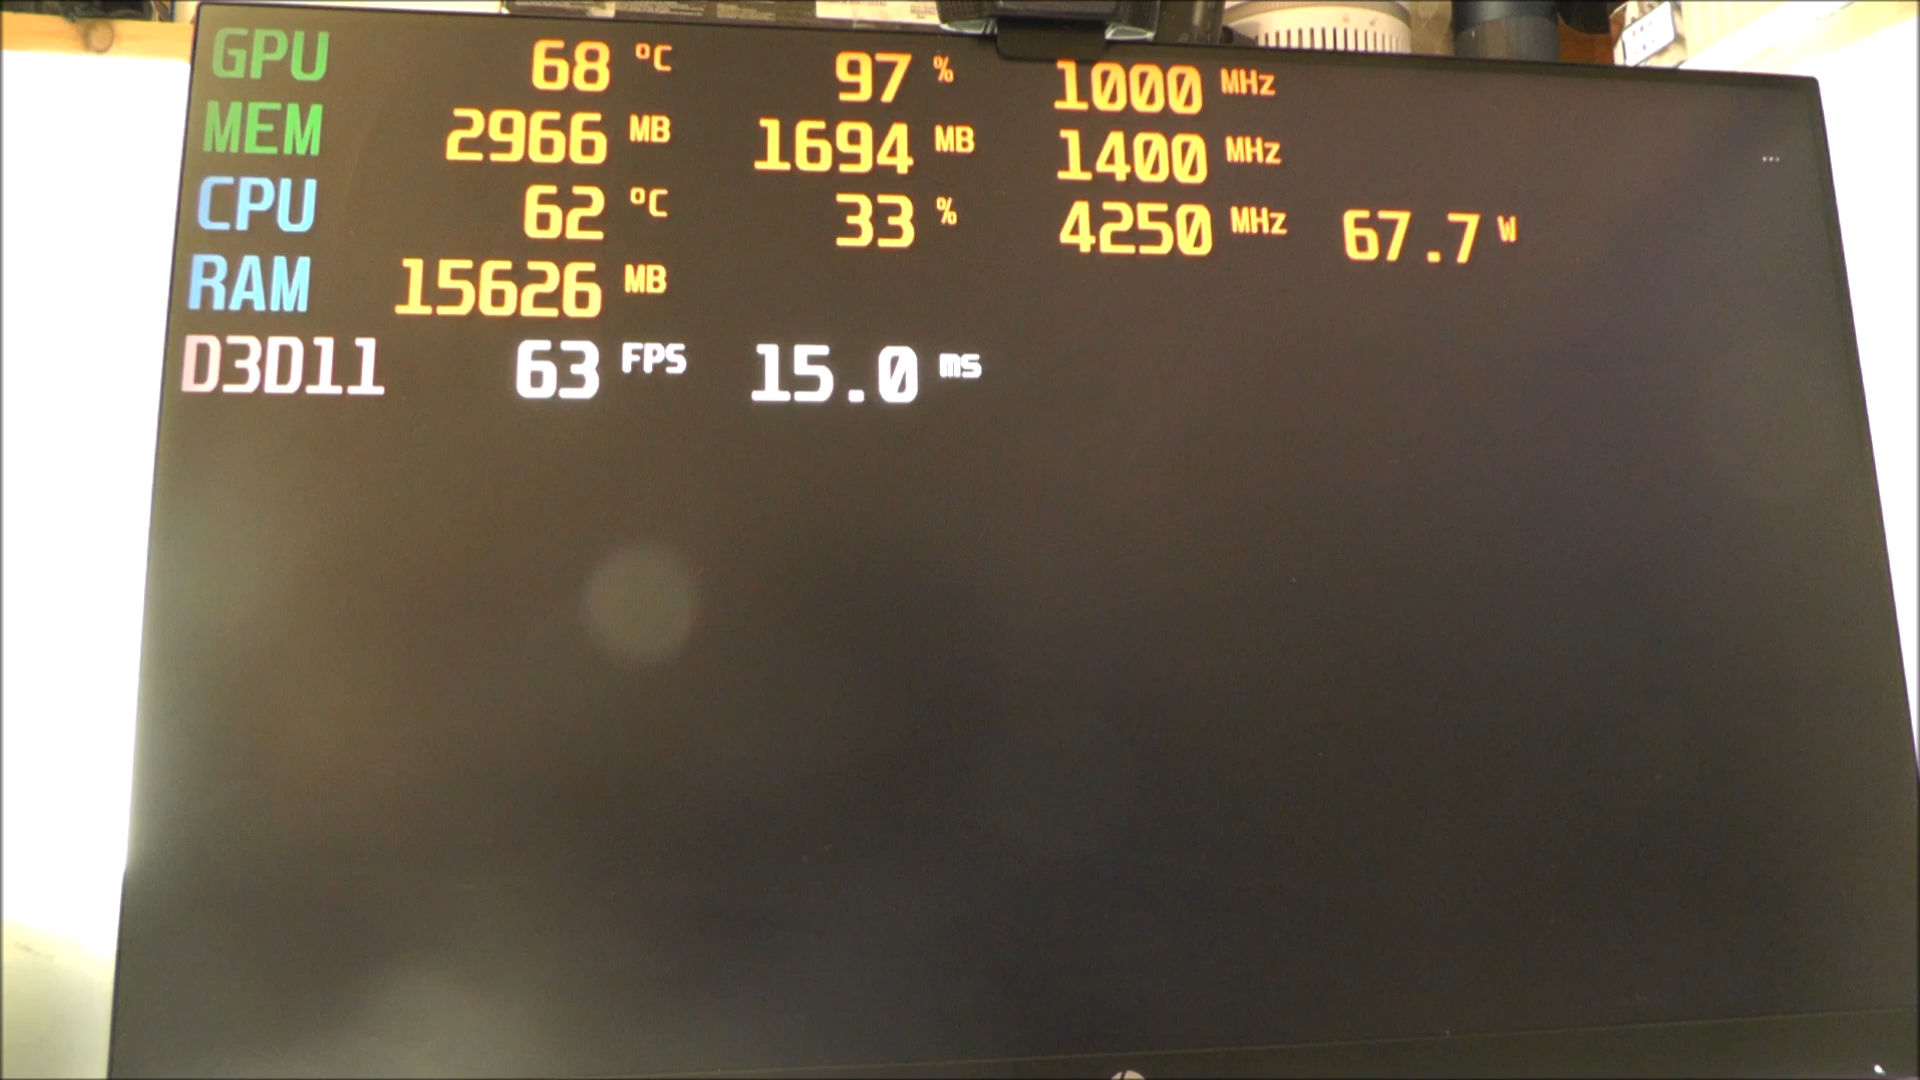 GPU 68 °C 97 % 1000 MHz
MEM 2966 MB 1694 MB 1400 MHz
CPU 62 °C 33 % 4250 MHz 67.7 W
RAM 15626 MB
D3D11 63 FPS 15.0 ms